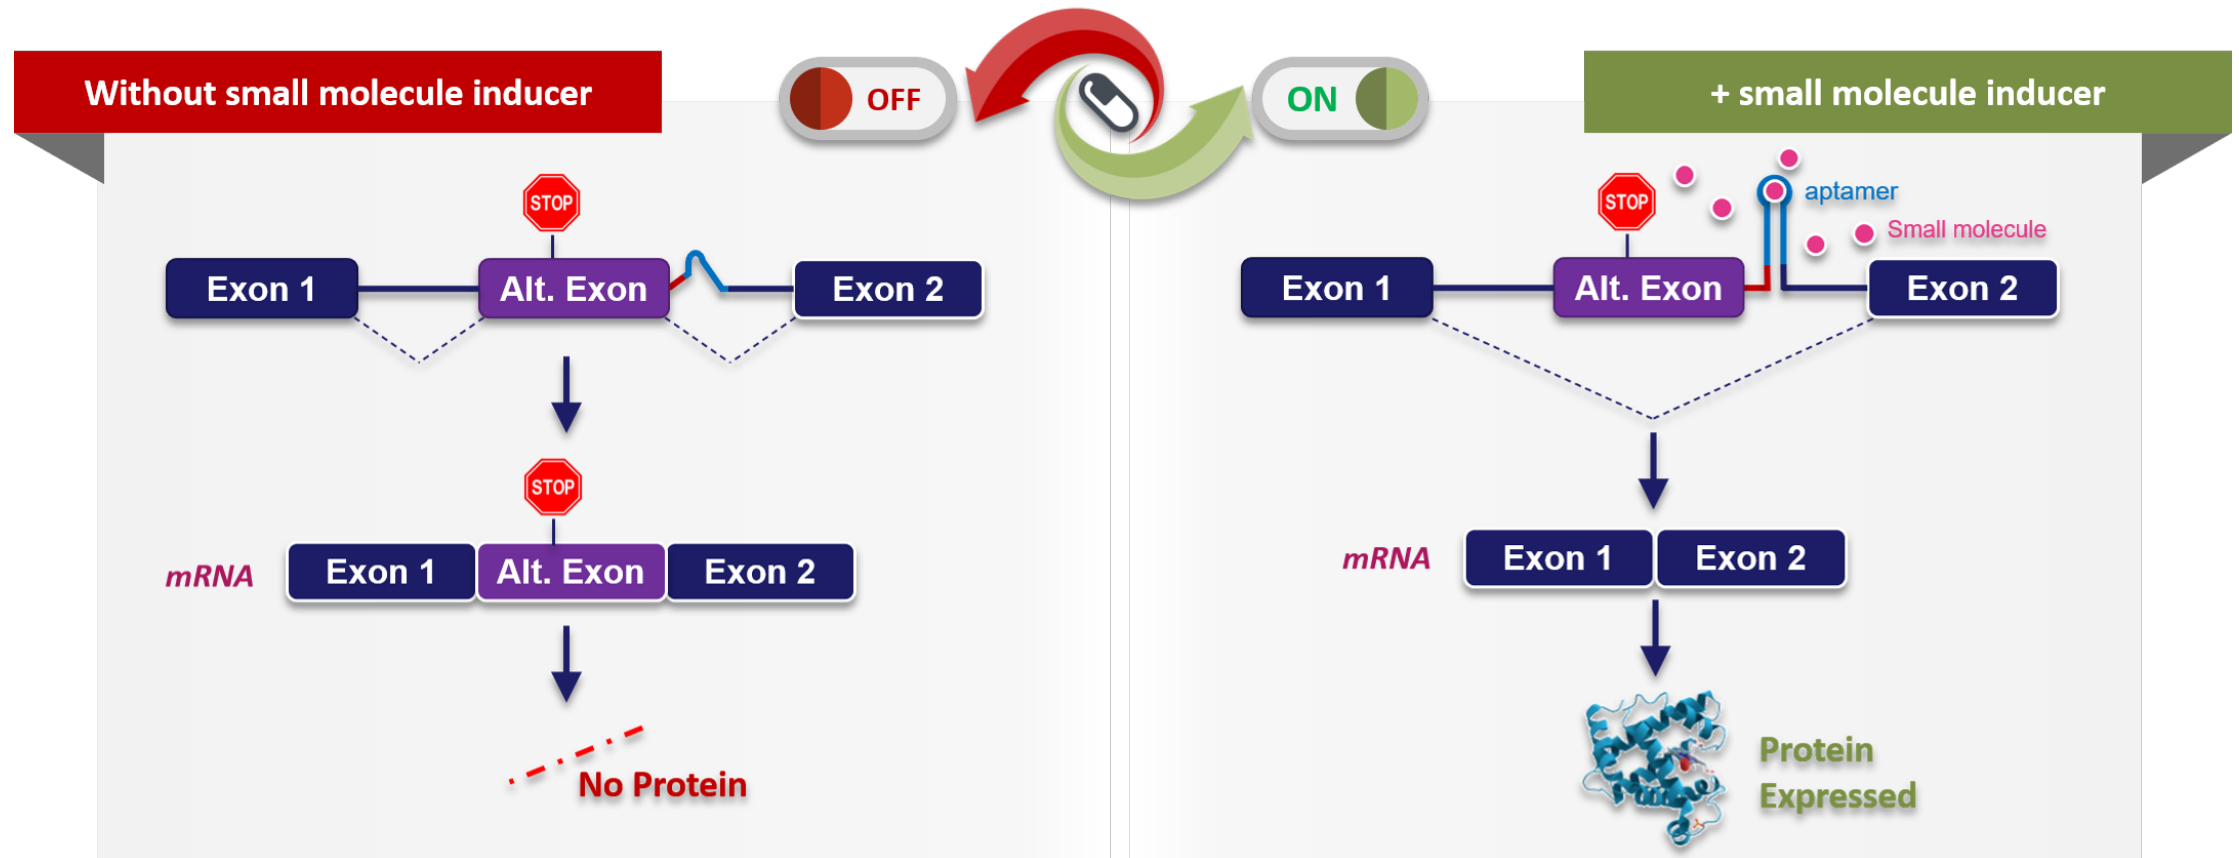 Without small molecule inducer
OFF
ON
+ small molecule inducer
STOP
Exon 1
Alt. Exon
Exon 2
STOP
mRNA
Exon 1
Alt. Exon
Exon 2
No Protein
STOP
aptamer
Small molecule
Exon 1
Alt. Exon
Exon 2
mRNA
Exon 1
Exon 2
Protein
Expressed